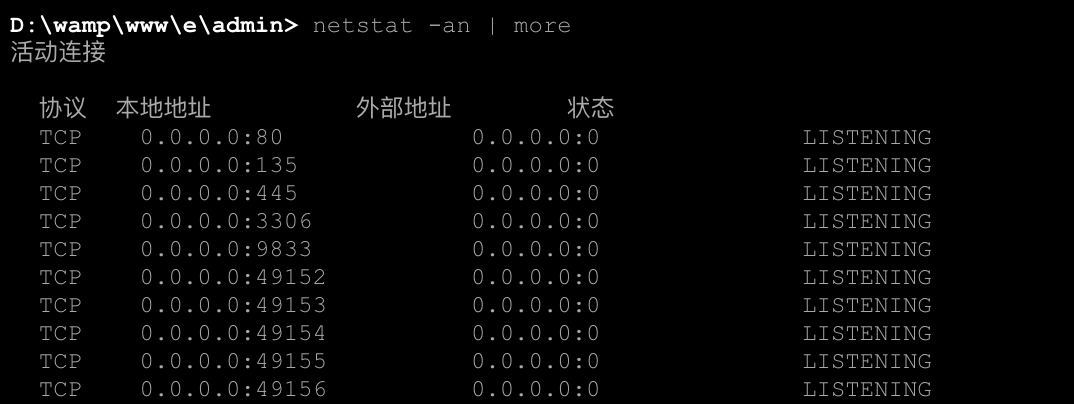 D:\wamp\www\e\admin> netstat -an | more
活动连接
协议 本地地址 外部地址 状态
TCP 0.0.0.0:80 0.0.0.0:0 LISTENING
TCP 0.0.0.0:135 0.0.0.0:0 LISTENING
TCP 0.0.0.0:445 0.0.0.0:0 LISTENING
TCP 0.0.0.0:3306 0.0.0.0:0 LISTENING
TCP 0.0.0.0:9833 0.0.0.0:0 LISTENING
TCP 0.0.0.0:49152 0.0.0.0:0 LISTENING
TCP 0.0.0.0:49153 0.0.0.0:0 LISTENING
TCP 0.0.0.0:49154 0.0.0.0:0 LISTENING
TCP 0.0.0.0:49155 0.0.0.0:0 LISTENING
TCP 0.0.0.0:49156 0.0.0.0:0 LISTENING